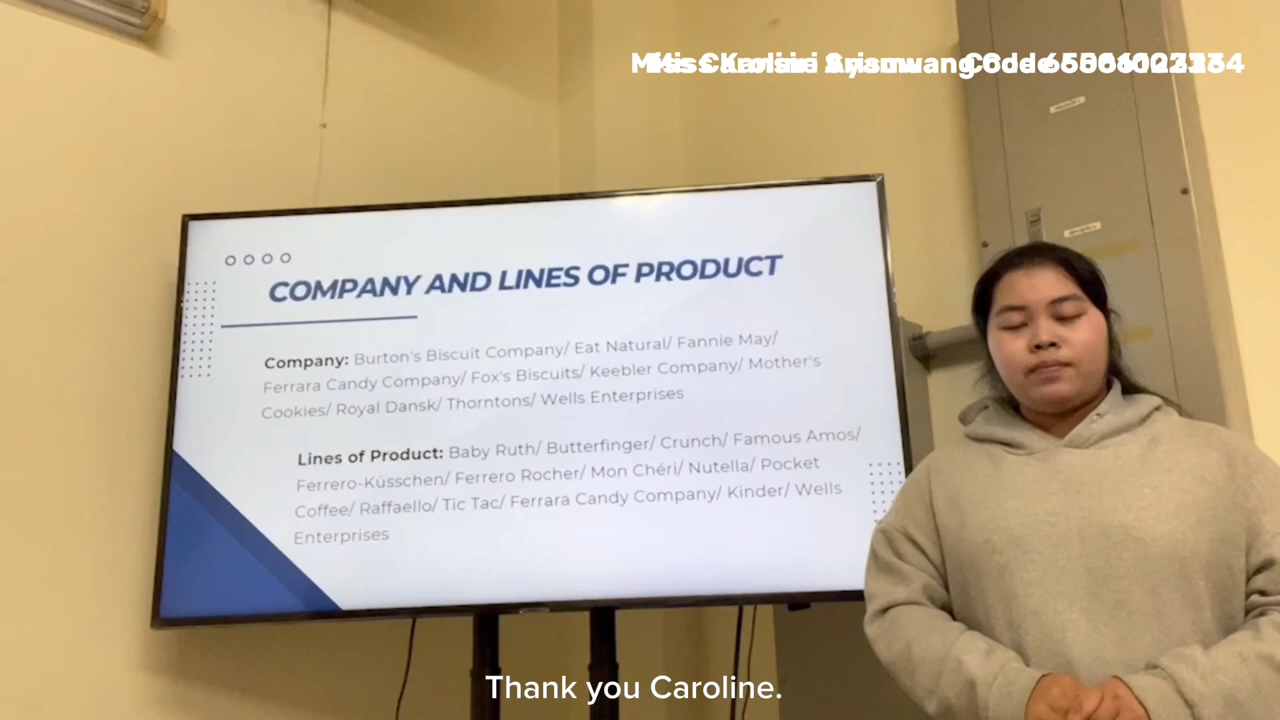 COMPANY AND LINES OF PRODUCT
Company: Burton's Biscuit Company/ Eat Natural/ Fannie May/
Ferrara Candy Company/ Fox's Biscuits/ Keebler Company/ Mother's
Cookies/ Royal Dansk/ Thorntons/ Wells Enterprises
Lines of Product: Baby Ruth/ Butterfinger/ Crunch/ Famous Amos/
Ferrero-Küsschen/ Ferrero Rocher/ Mon Chéri/ Nutella/ Pocket
Coffee/ Raffaello/ Tic Tac/ Ferrara Candy Company/ Kinder/ Wells
Enterprises
Thank you Caroline.